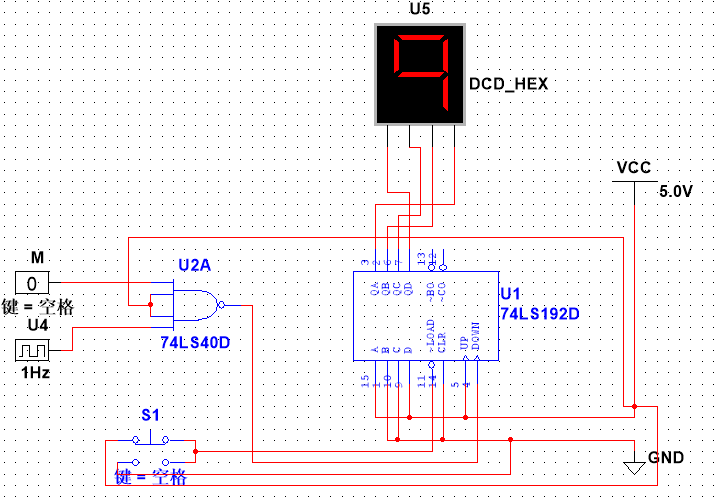 U5
9
DCD_HEX
VCC
5.0V
M
0
键 = 空格
U2A
74LS40D
U4
1Hz
3 2 6 7 13 12
QA QB QC QD ~BO ~CO
U1
74LS192D
A B C D ~LOAD CLR UP DOWN
15 1 10 9 11 14 5 4
S1
键 = 空格
GND